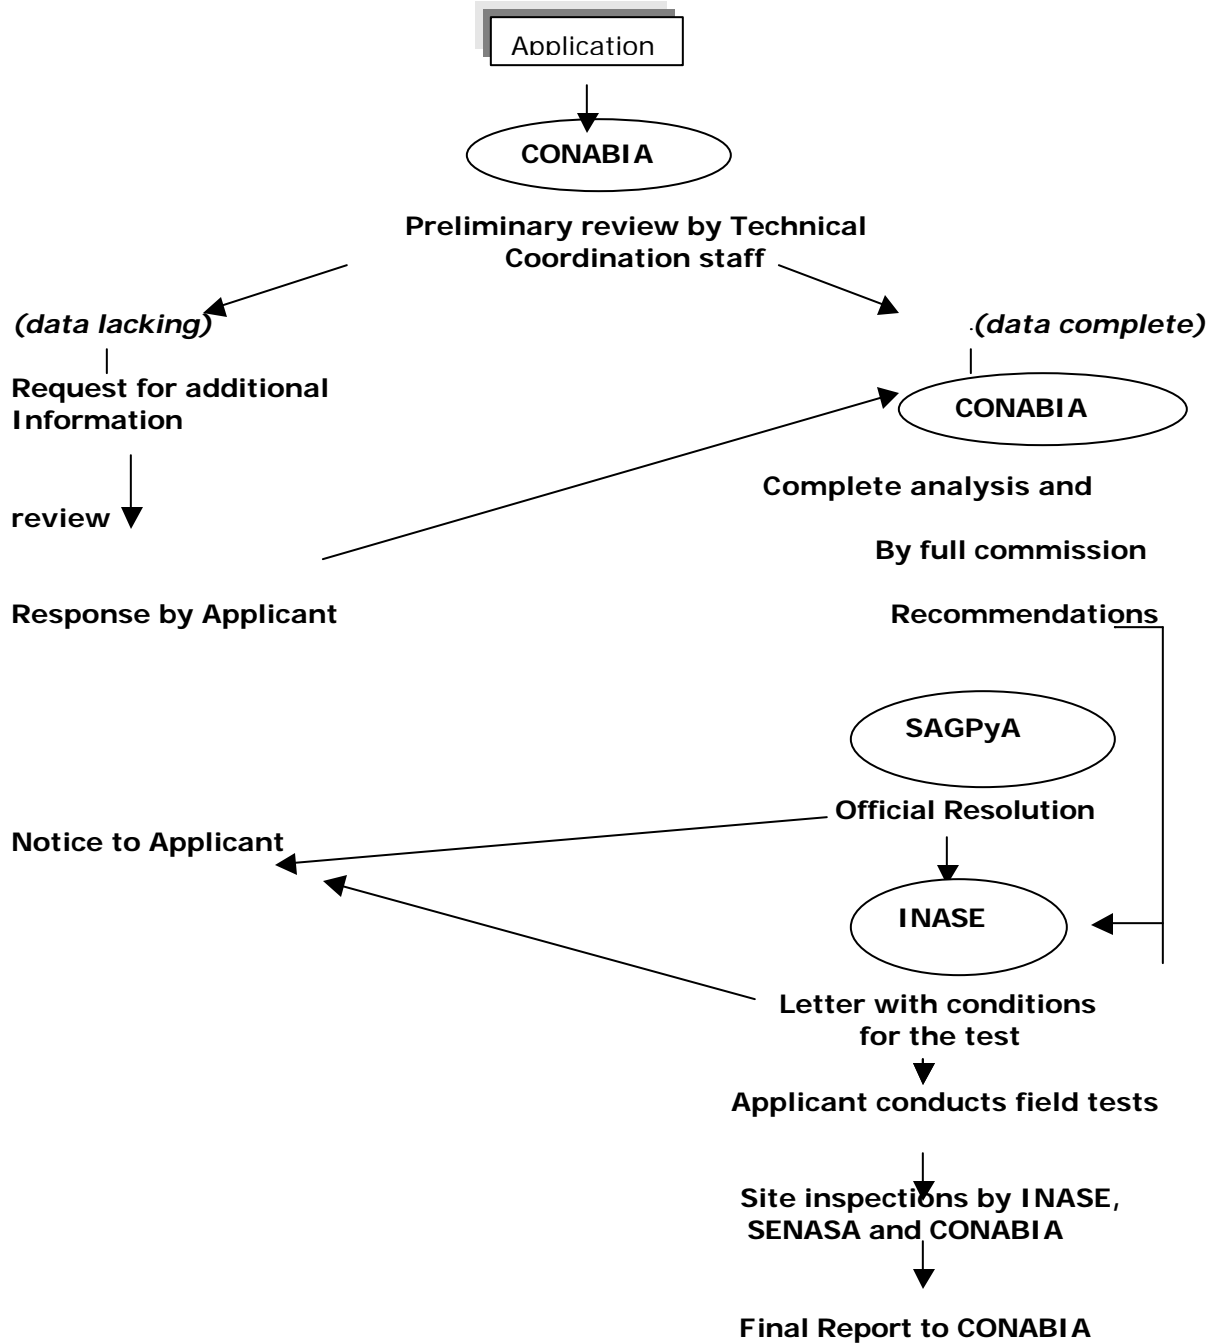 Application
CONABIA
Preliminary review by Technical
Coordination staff
(data lacking)
(data complete)
Request for additional
Information
CONABIA
Complete analysis and
review
By full commission
Response by Applicant
Recommendations
SAGPyA
Official Resolution
Notice to Applicant
INASE
Letter with conditions
for the test
Applicant conducts field tests
Site inspections by INASE,
SENASA and CONABIA
Final Report to CONABIA